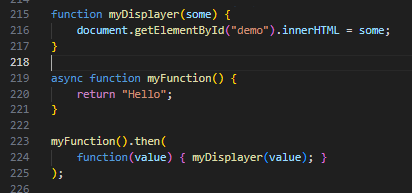 215 function myDisplayer(some) {
216     document.getElementById("demo").innerHTML = some;
217 }
218
219 async function myFunction() {
220     return "Hello";
221 }
222
223 myFunction().then(
224     function(value) { myDisplayer(value); }
225 );
226